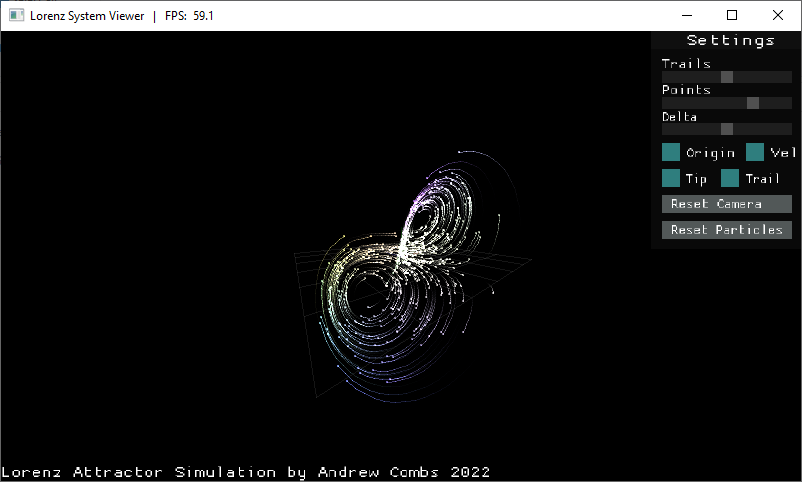 Lorenz System Viewer | FPS: 59.1
Settings
Trails
Points
Delta
Origin Vel
Tip Trail
Reset Camera
Reset Particles
Lorenz Attractor Simulation by Andrew Combs 2022